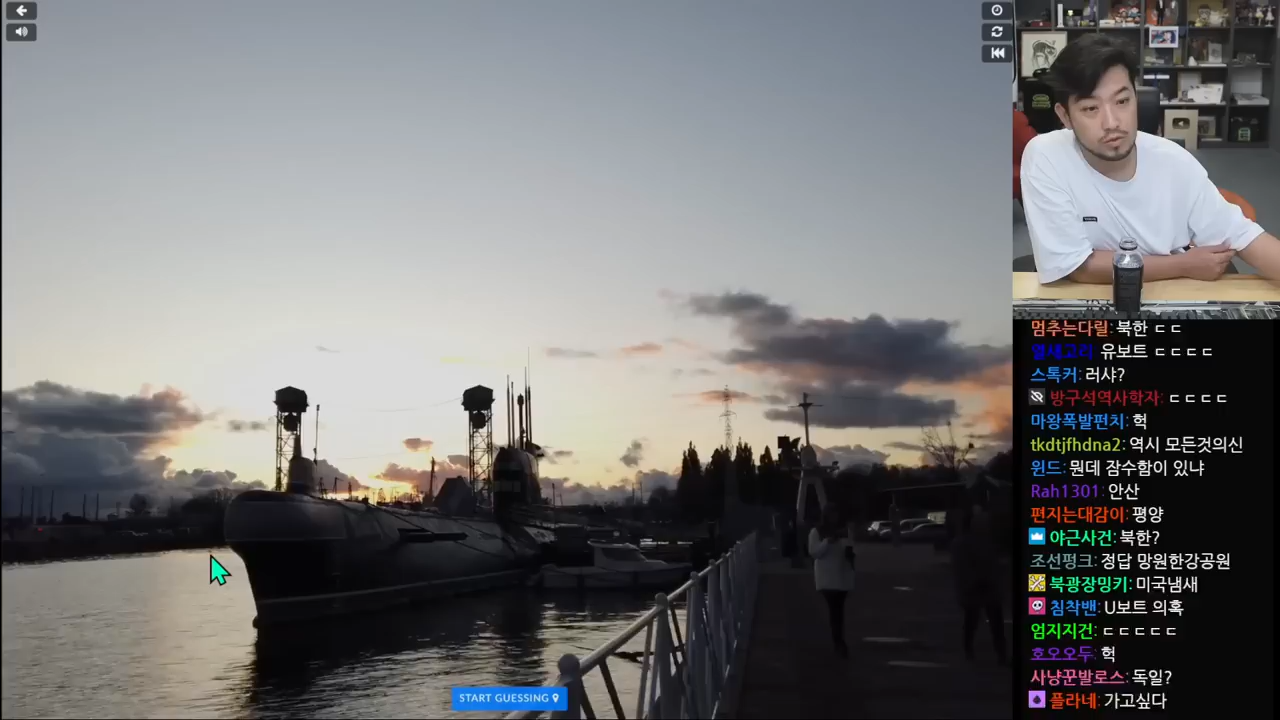 멈추는다릴: 북한 ㄷㄷ
열새고리: 유보트 ㄷㄷㄷㄷ
스톡커: 러샤?
방구석역사학자: ㄷㄷㄷㄷ
마왕폭발펀치: 헉
tkdtjfhdna2: 역시 모든것의신
윈드: 뭔데 잠수함이 있냐
Rah1301: 안산
편지는대감이: 평양
야근사건: 북한?
조선펑크: 정답 망원한강공원
북광장밍키: 미국냄새
침착밴: U보트 의혹
엄지지건: ㄷㄷㄷㄷㄷ
호오오두: 헉
사냥꾼발로스: 독일?
플라네: 가고싶다
START GUESSING